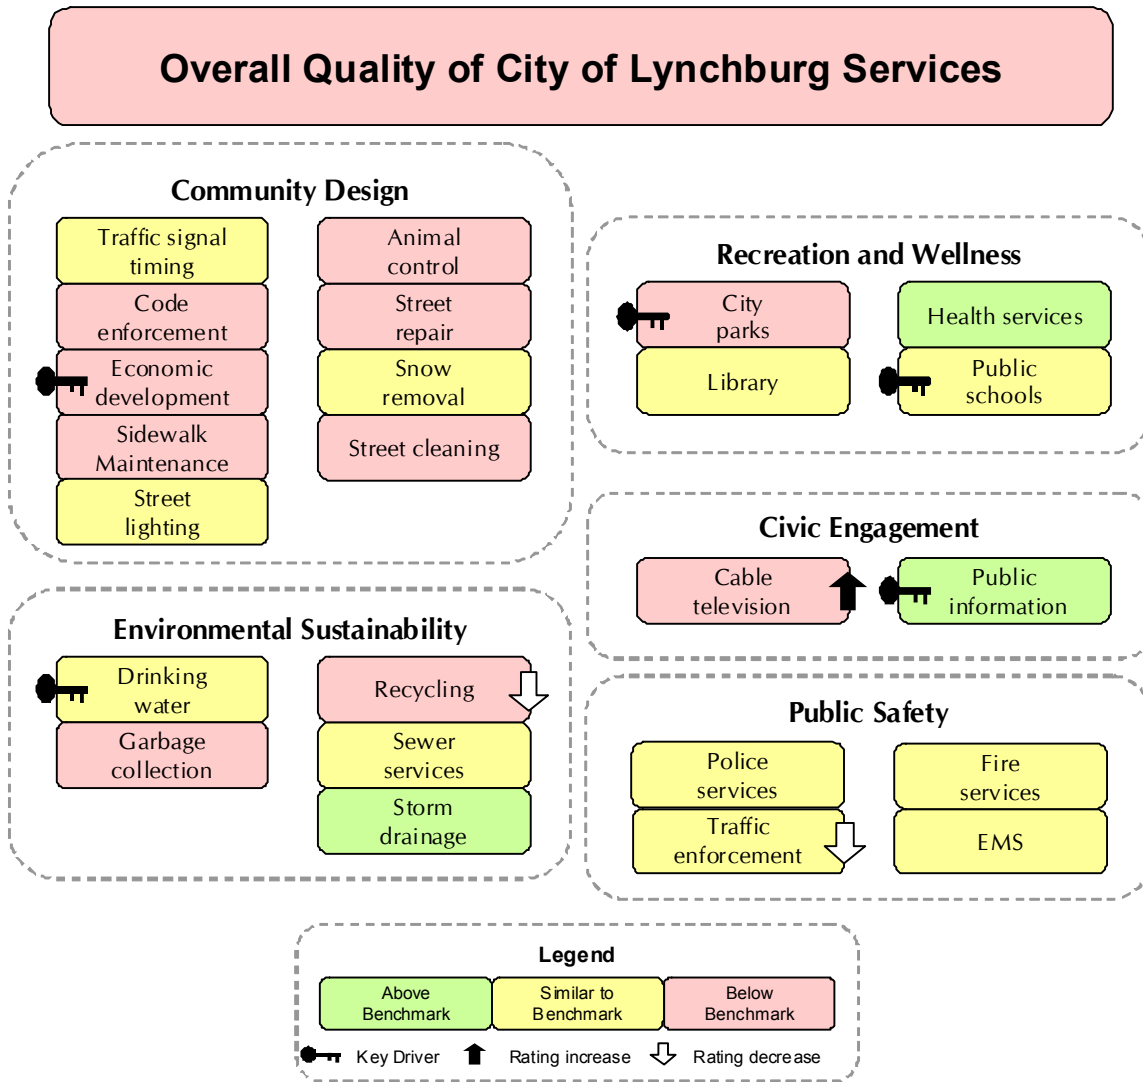 Overall Quality of City of Lynchburg Services
Community Design
Traffic signal
timing
Code
enforcement
Economic
development
Sidewalk
Maintenance
Street
lighting
Animal
control
Street
repair
Snow
removal
Street cleaning
Recreation and Wellness
City
parks
Library
Health services
Public
schools
Civic Engagement
Cable
television
Public
information
Environmental Sustainability
Drinking
water
Garbage
collection
Recycling
Sewer
services
Storm
drainage
Public Safety
Police
services
Traffic
enforcement
Fire
services
EMS
Legend
Above
Benchmark
Similar to
Benchmark
Below
Benchmark
Key Driver
Rating increase
Rating decrease